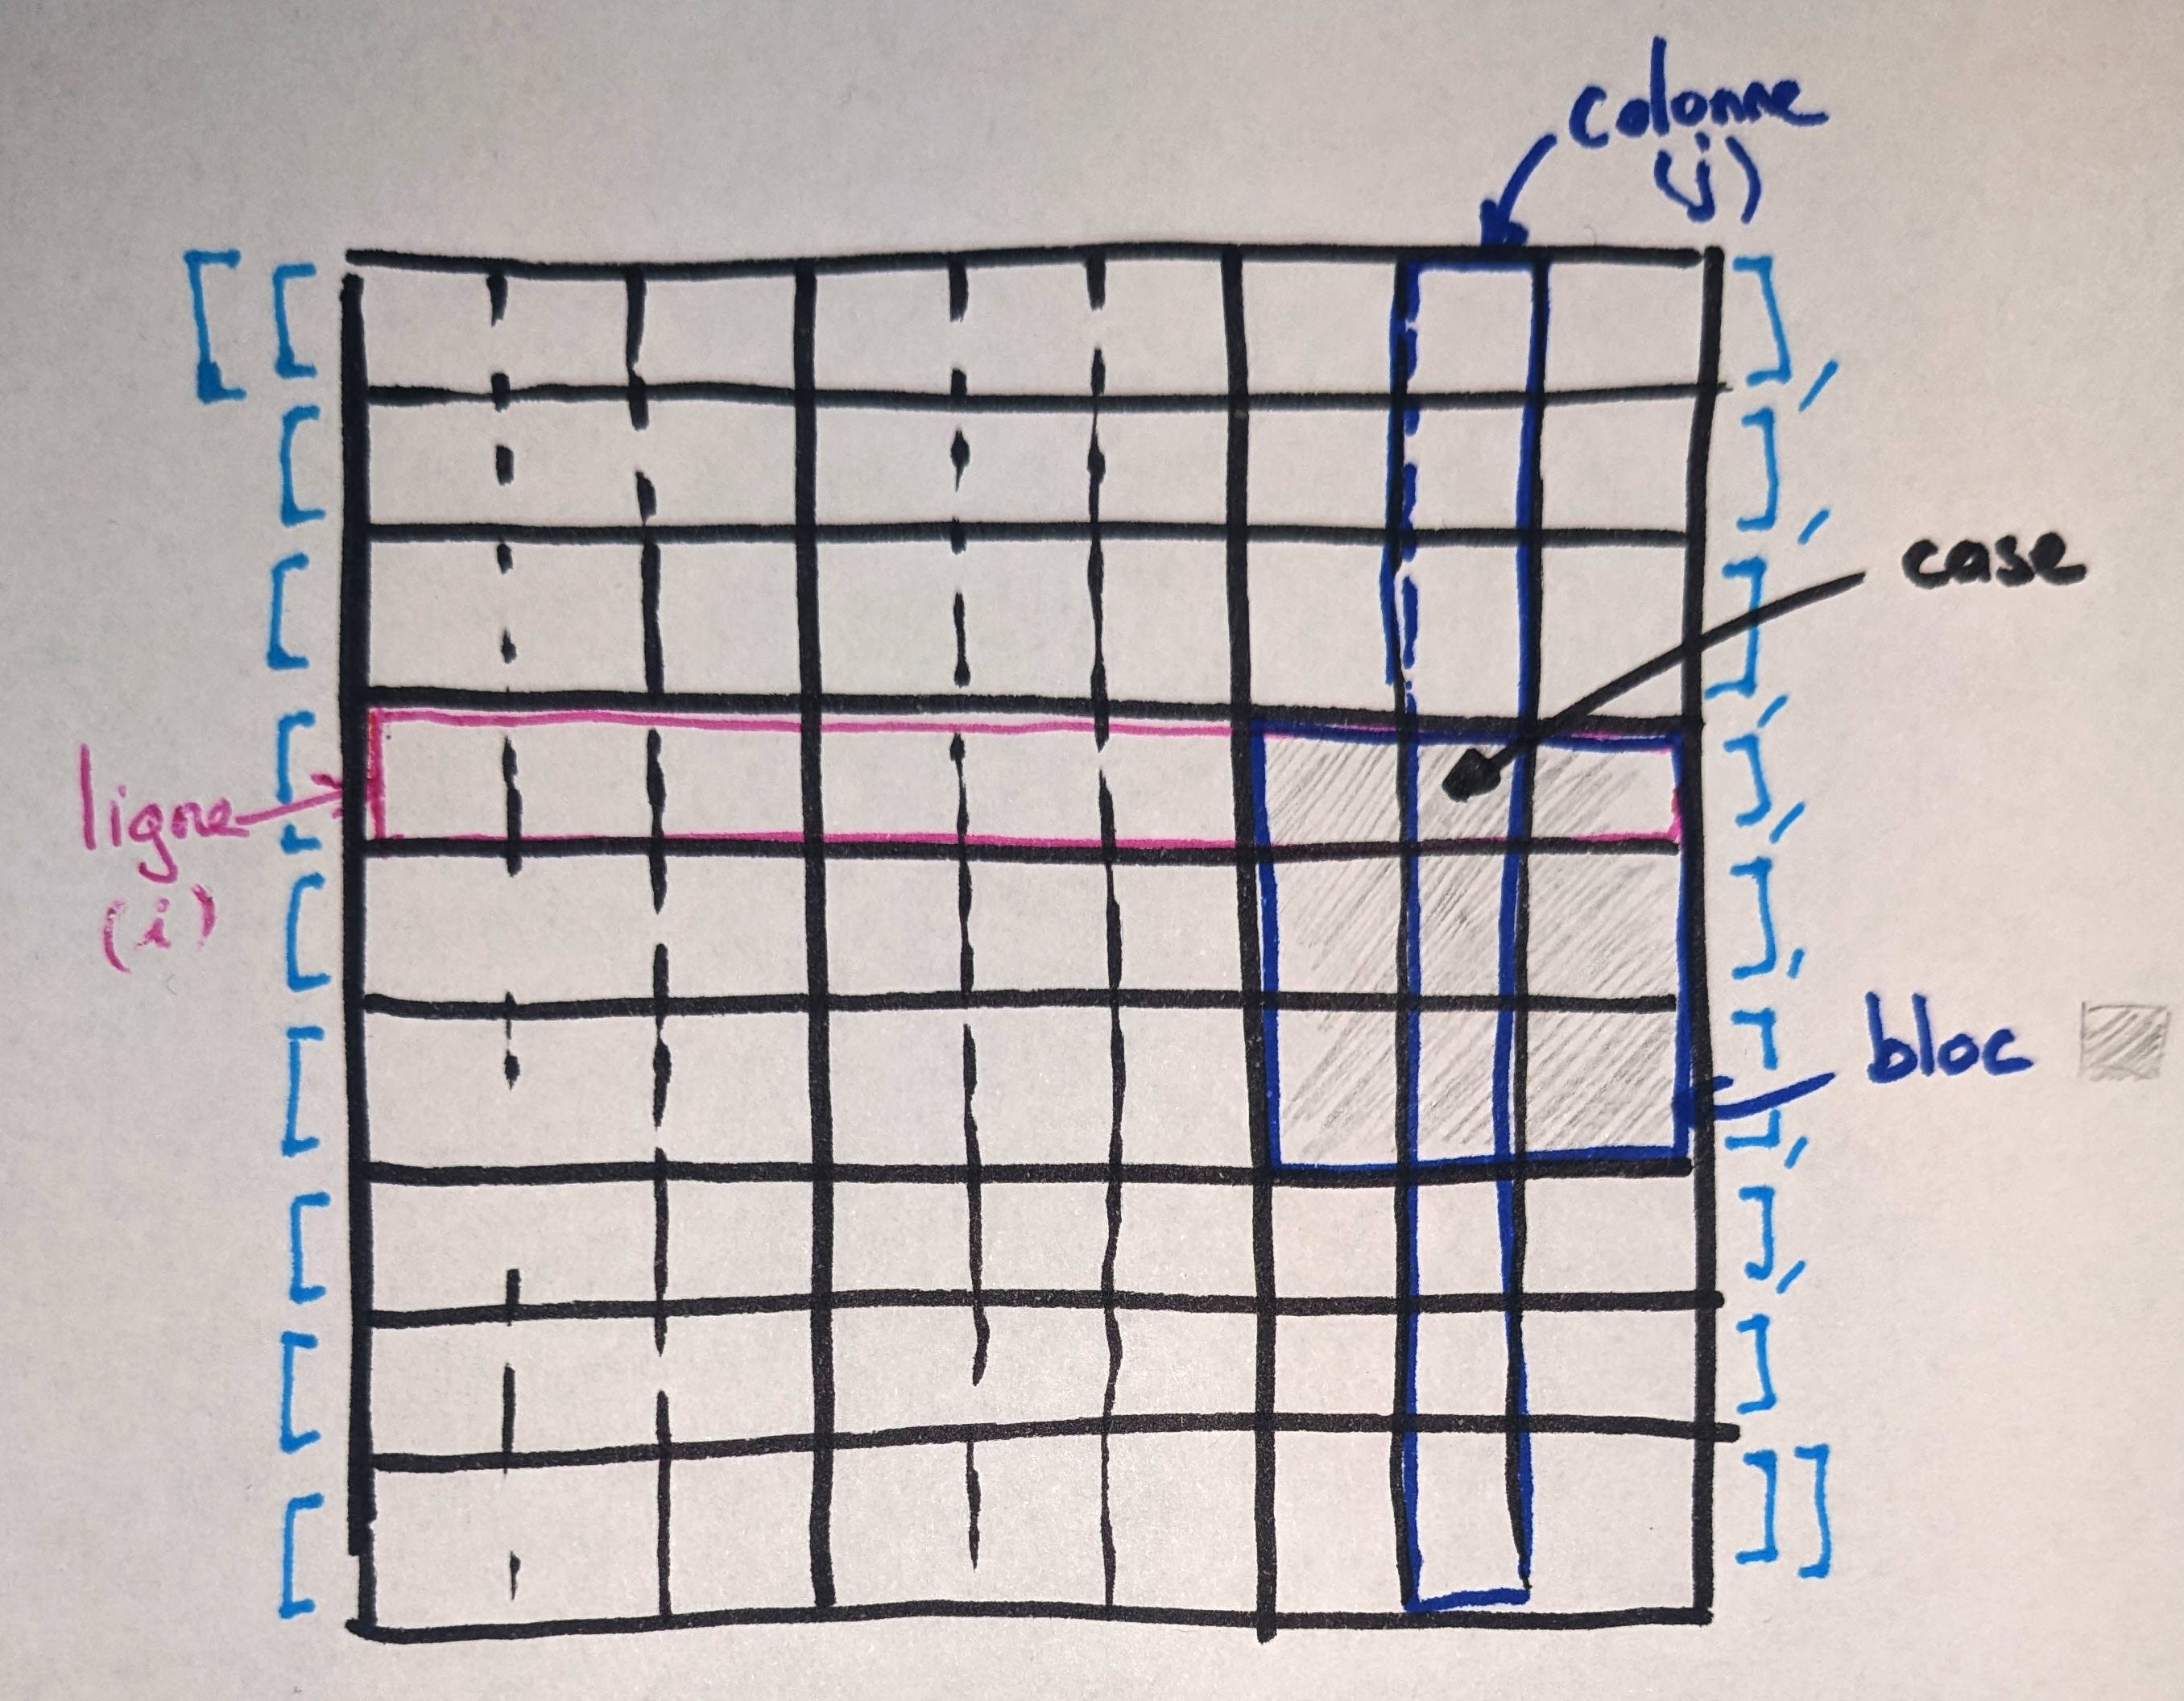 colonne
(j)
[[ ],
[ ],
case
[ ],
ligne
(i)
[ ],
[ ],
bloc
[ ],
[ ],
[ ]
[ ]]